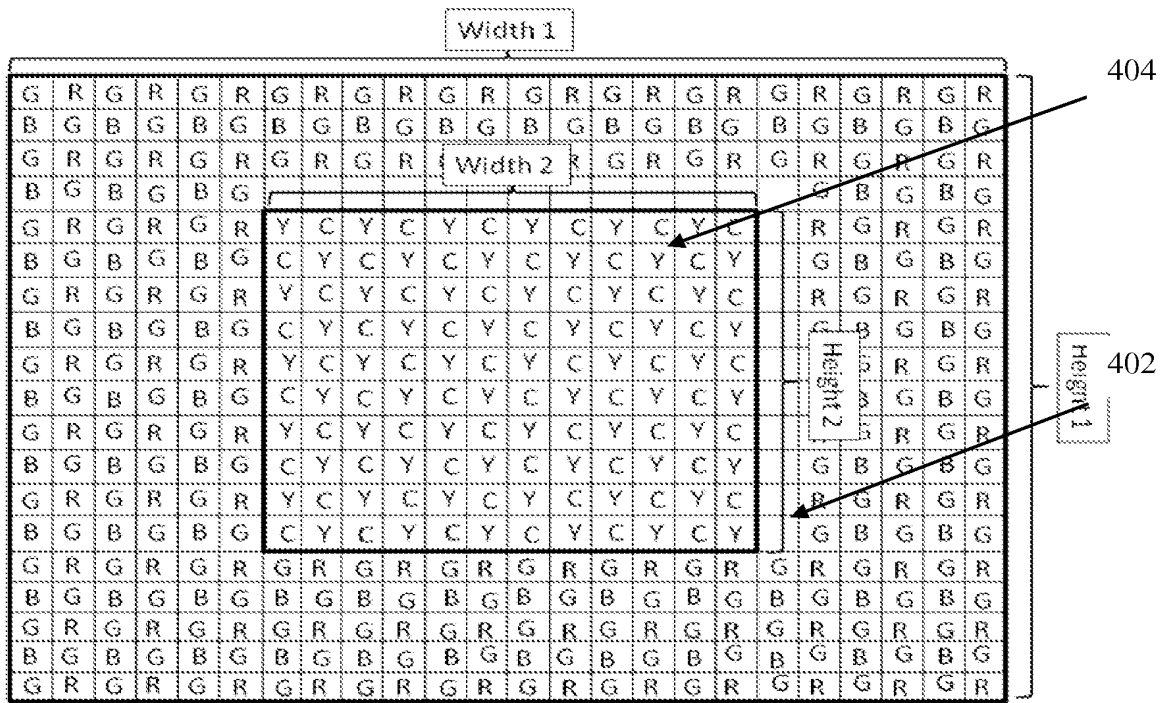 Width 1
404
G R G R G R G R G R G R G R G R G R G R G R G R
B G B G B G B G B G B G B G B G B G B G B G B G
G R G R G R G R G R R G R G R G R G R G R
Width 2
B G B G B G G B G B G
G R G R G R Y C Y C Y C Y C Y C Y C R G R G R
B G B G B G C Y C Y C Y C Y C Y C Y G B G B G
G R G R G R Y C Y C Y C Y C Y C Y C R G R G R
B G B G B G C Y C Y C Y C Y C Y C Y G B G B G
G R G R G R Y C Y C Y C Y C Y C Y C G R G R
B G B G B G C Y C Y C Y C Y C Y C Y B G B G
G R G R G R Y C Y C Y C Y C Y C Y C G R G R
B G B G B G C Y C Y C Y C Y C Y C Y G B G B G
G R G R G R Y C Y C Y C Y C Y C Y C R G R G R
B G B G B G C Y C Y C Y C Y C Y C Y G B G B G
Height 2
Height 1
402
G R G R G R G R G R G R G R G R G R G R G R G R
B G B G B G B G B G B G B G B G B G B G B G B G
G R G R G R G R G R G R G R G R G R G R G R G R
B G B G B G B G B G B G B G B G B G B G B G B G
G R G R G R G R G R G R G R G R G R G R G R G R